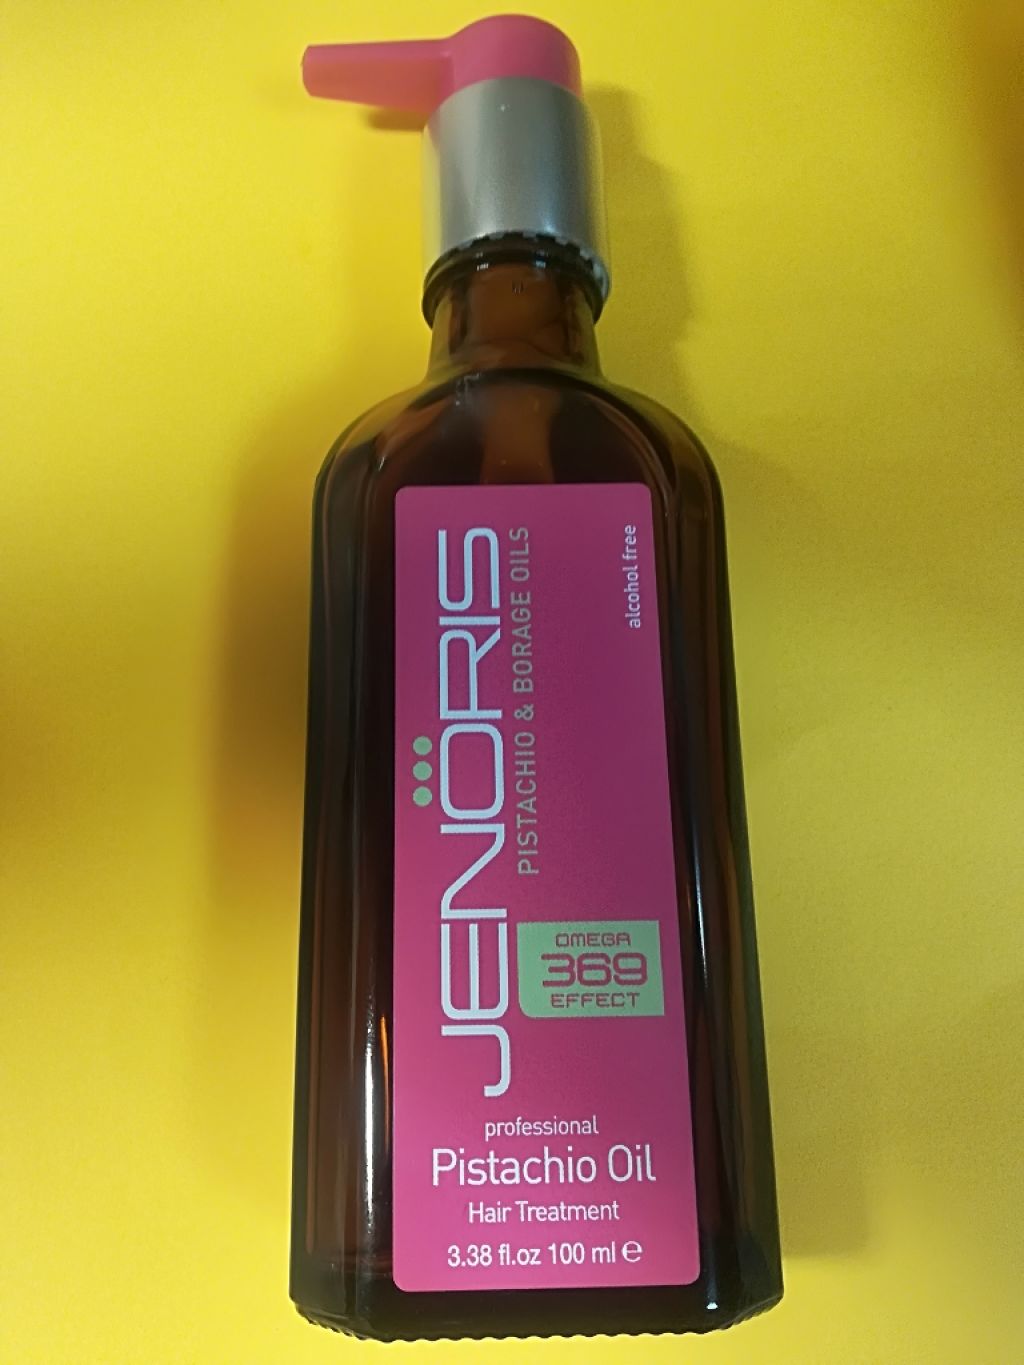 JENÖRIS
PISTACHIO & BORAGE OILS
alcohol free
OMEGA
369
EFFECT
professional
Pistachio Oil
Hair Treatment
3.38 fl.oz 100 ml ℮